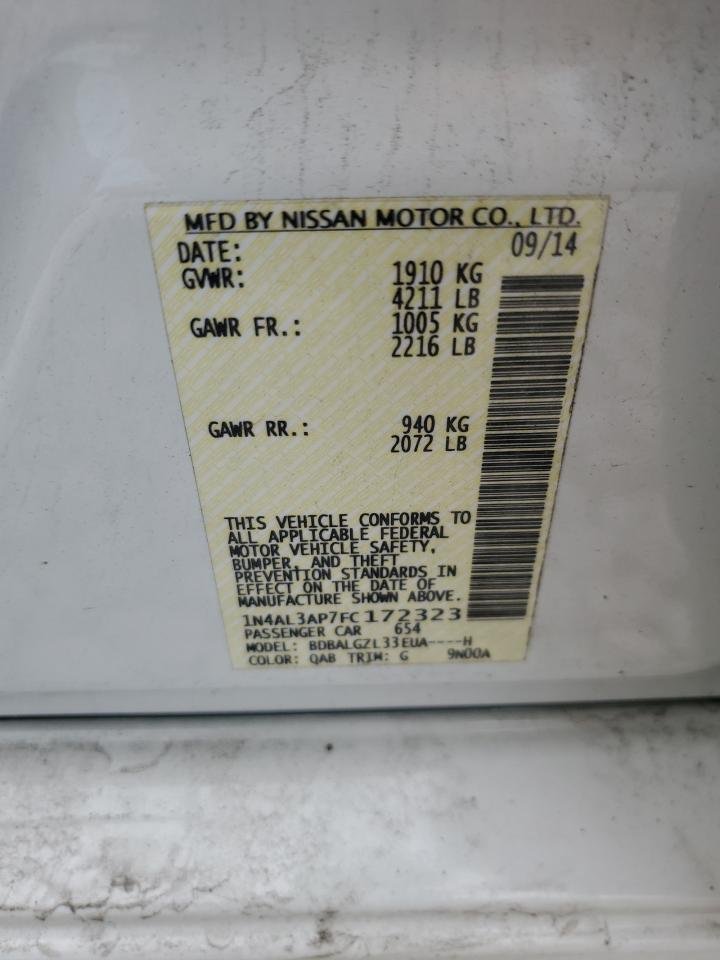 MFD BY NISSAN MOTOR CO., LTD.
DATE: 09/14
GVWR: 1910 KG
4211 LB
GAWR FR.: 1005 KG
2216 LB
GAWR RR.: 940 KG
2072 LB
THIS VEHICLE CONFORMS TO
ALL APPLICABLE FEDERAL
MOTOR VEHICLE SAFETY,
BUMPER, AND THEFT
PREVENTION STANDARDS IN
EFFECT ON THE DATE OF
MANUFACTURE SHOWN ABOVE.
1N4AL3AP7FC172323
PASSENGER CAR 654
MODEL: BDBALGZL33EUA----H
COLOR: QAB TRIM: G 9N00A